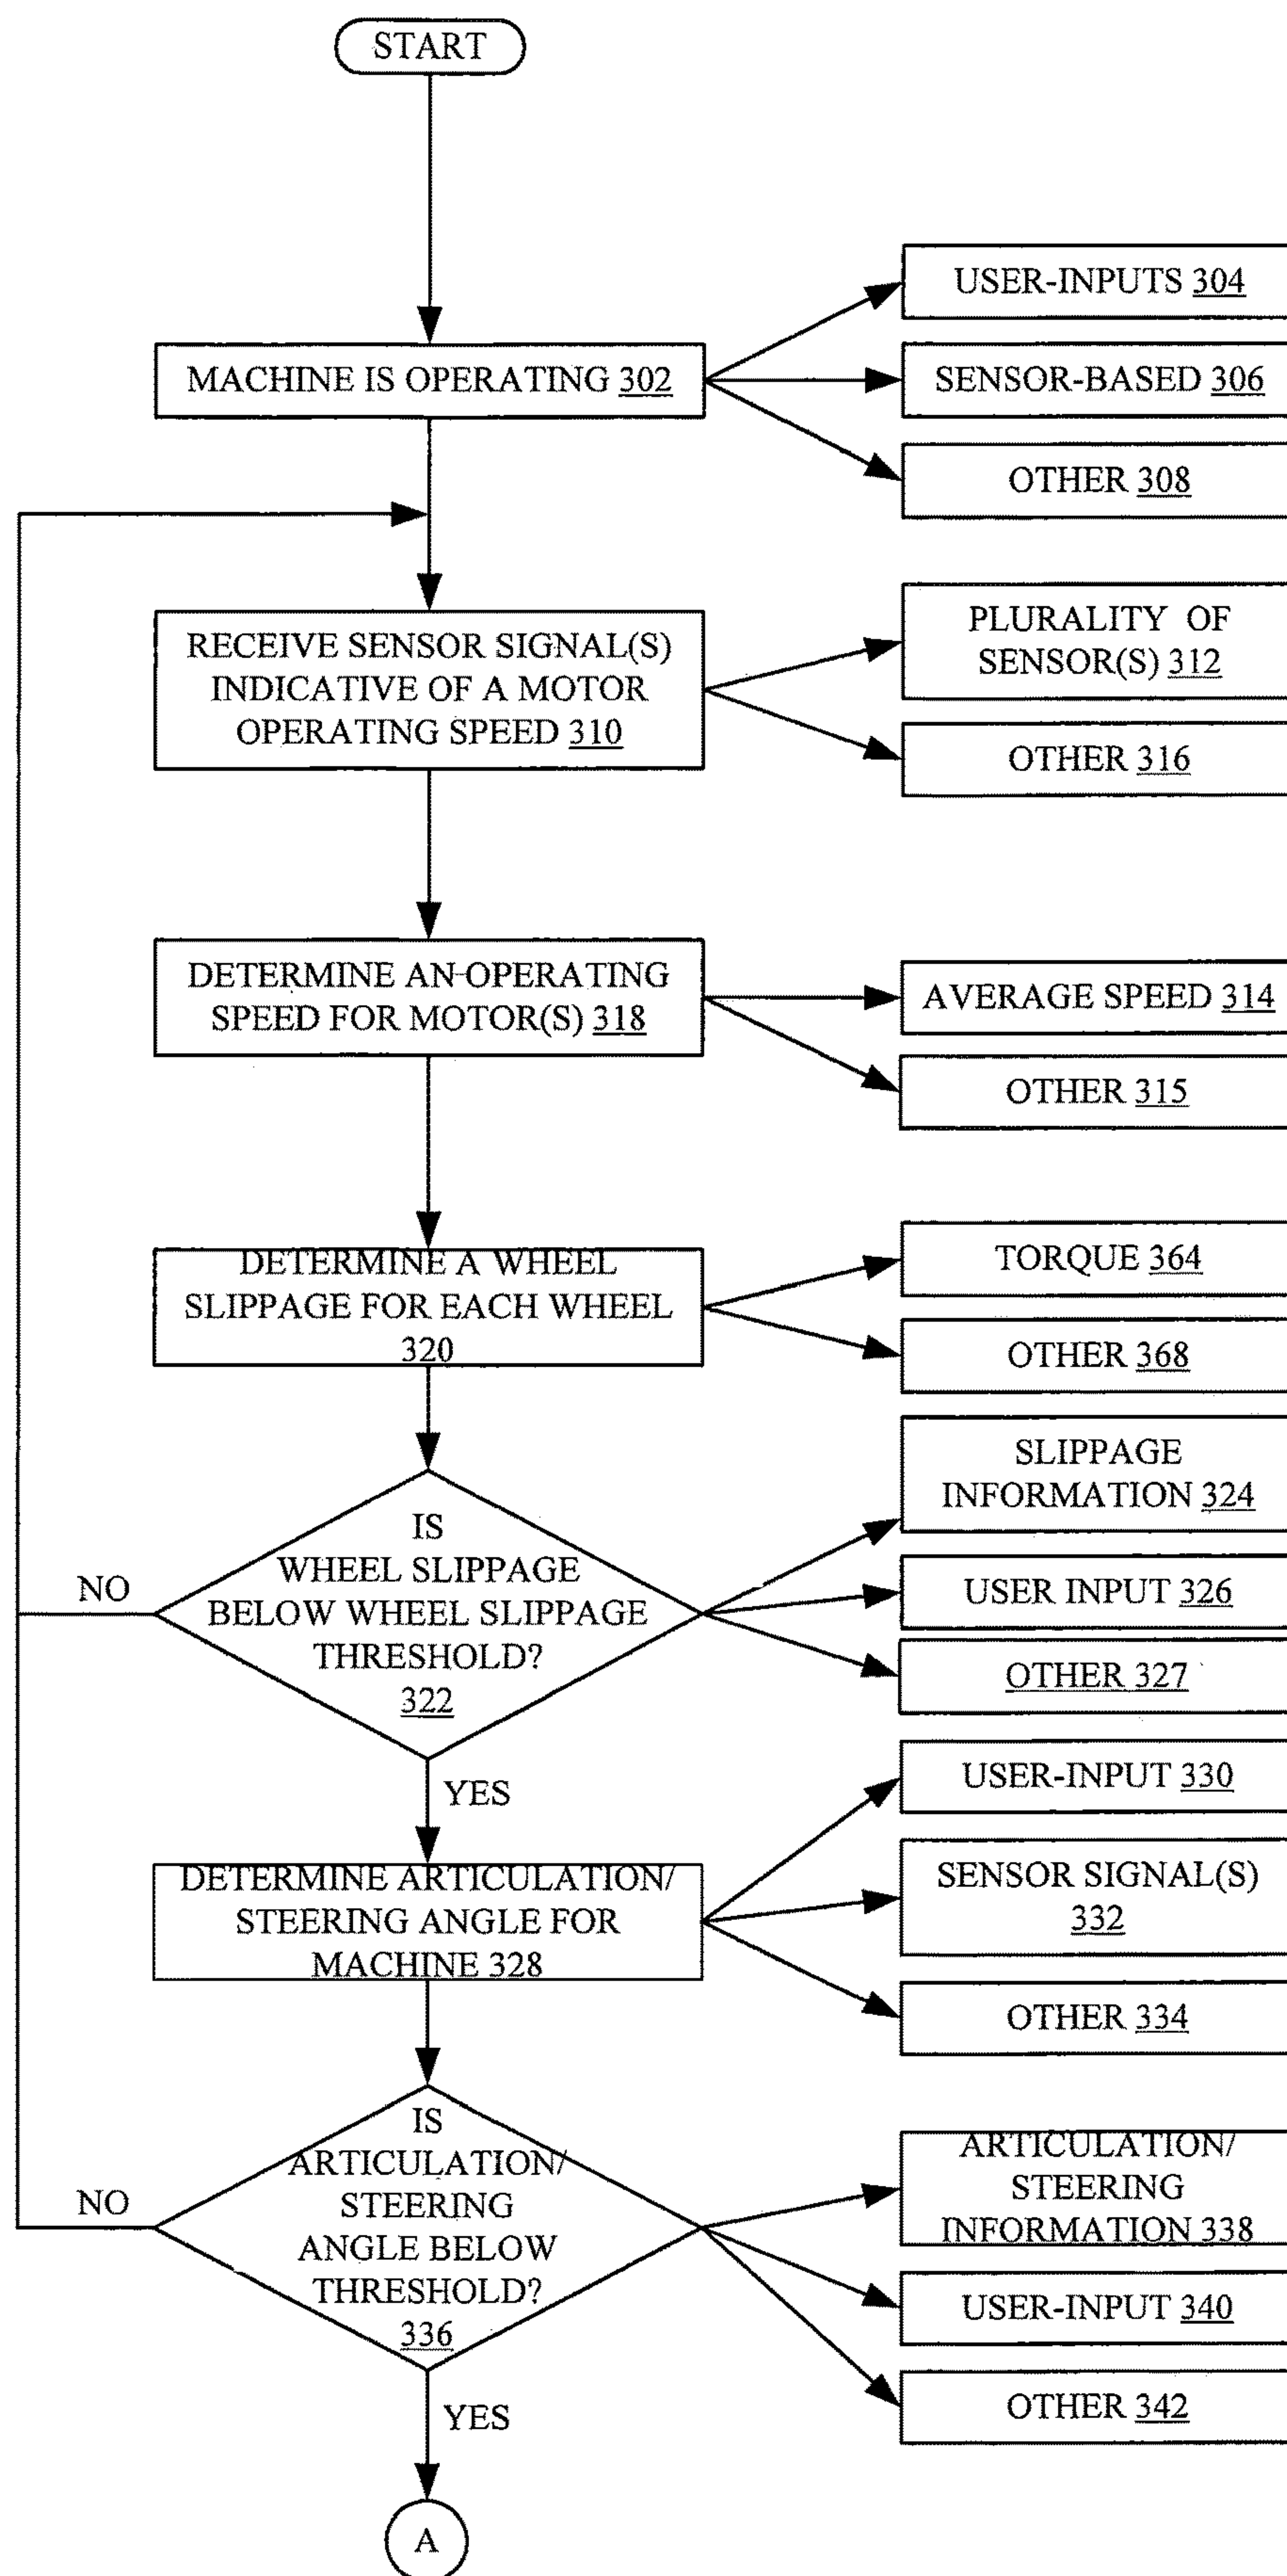 START
MACHINE IS OPERATING 302
USER-INPUTS 304
SENSOR-BASED 306
OTHER 308
RECEIVE SENSOR SIGNAL(S)
INDICATIVE OF A MOTOR
OPERATING SPEED 310
PLURALITY OF
SENSOR(S) 312
OTHER 316
DETERMINE AN OPERATING
SPEED FOR MOTOR(S) 318
AVERAGE SPEED 314
OTHER 315
DETERMINE A WHEEL
SLIPPAGE FOR EACH WHEEL
320
TORQUE 364
OTHER 368
IS
WHEEL SLIPPAGE
BELOW WHEEL SLIPPAGE
THRESHOLD?
322
NO
YES
SLIPPAGE
INFORMATION 324
USER INPUT 326
OTHER 327
DETERMINE ARTICULATION/
STEERING ANGLE FOR
MACHINE 328
USER-INPUT 330
SENSOR SIGNAL(S)
332
OTHER 334
IS
ARTICULATION/
STEERING
ANGLE BELOW
THRESHOLD?
336
NO
YES
ARTICULATION/
STEERING
INFORMATION 338
USER-INPUT 340
OTHER 342
A